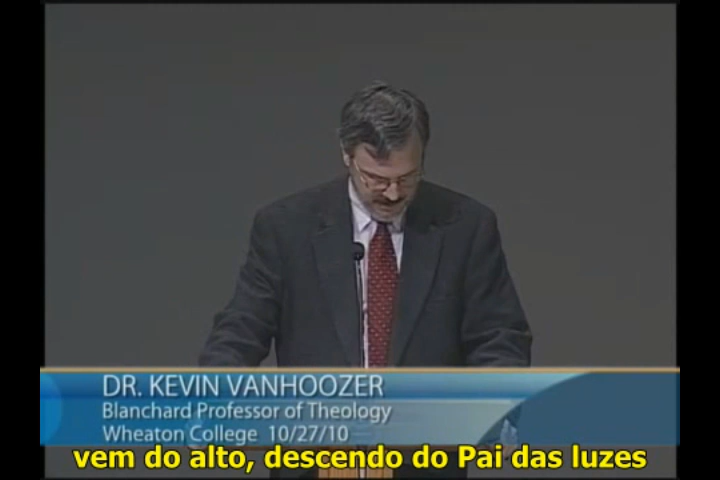 DR. KEVIN VANHOOZER
Blanchard Professor of Theology
Wheaton College 10/27/10
vem do alto, descendo do Pai das luzes